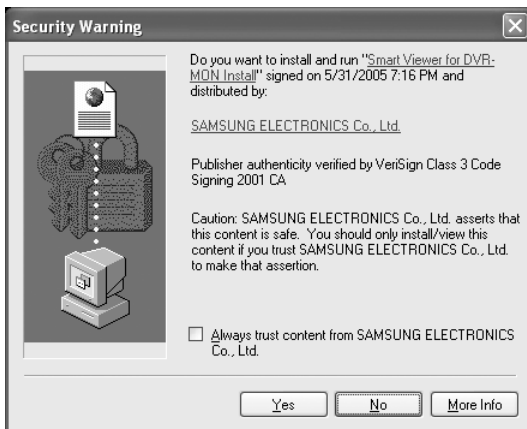 Security Warning
Do you want to install and run "Smart Viewer for DVR-
MON Install" signed on 5/31/2005 7:16 PM and
distributed by:
SAMSUNG ELECTRONICS Co., Ltd.
Publisher authenticity verified by VeriSign Class 3 Code
Signing 2001 CA
Caution: SAMSUNG ELECTRONICS Co., Ltd. asserts that
this content is safe. You should only install/view this
content if you trust SAMSUNG ELECTRONICS Co., Ltd.
to make that assertion.
Always trust content from SAMSUNG ELECTRONICS
Co., Ltd.
Yes No More Info